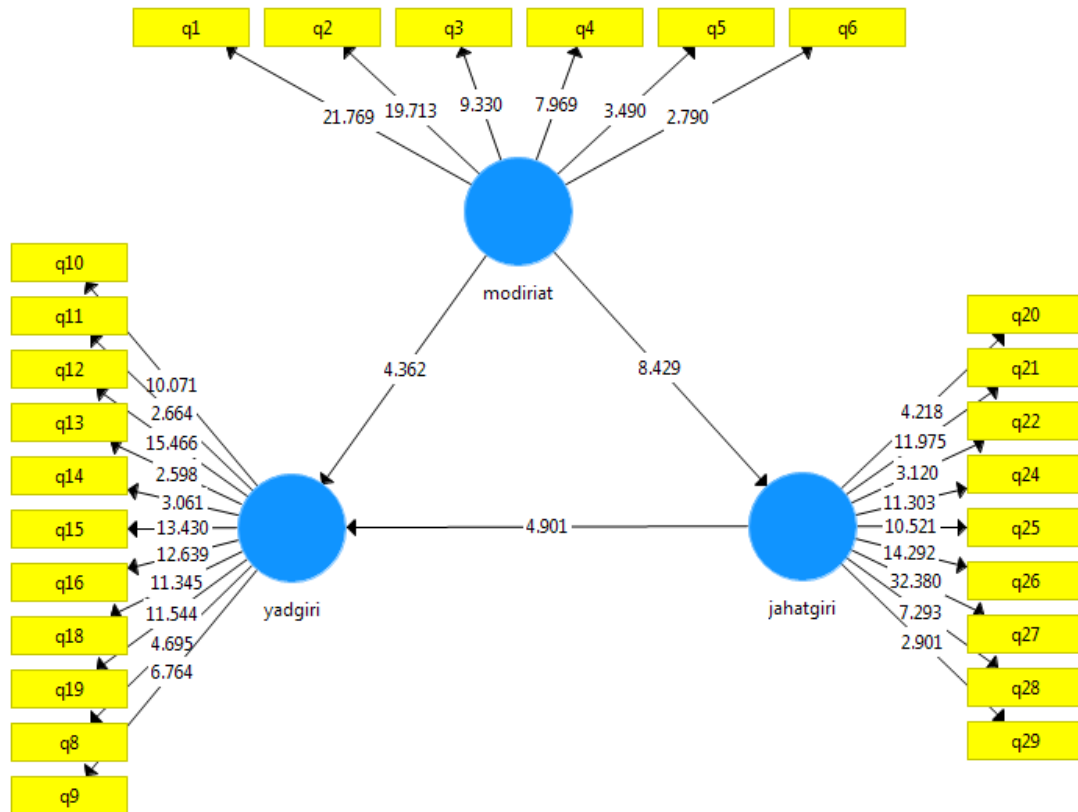 q1
q2
q3
q4
q5
q6
21.769
19.713
9.330
7.969
3.490
2.790
modiriat
4.362
8.429
q10
q11
q12
q13
q14
q15
q16
q18
q19
q8
q9
10.071
2.664
15.466
2.598
3.061
13.430
12.639
11.345
11.544
4.695
6.764
yadgiri
4.901
jahatgiri
4.218
11.975
3.120
11.303
10.521
14.292
32.380
7.293
2.901
q20
q21
q22
q24
q25
q26
q27
q28
q29